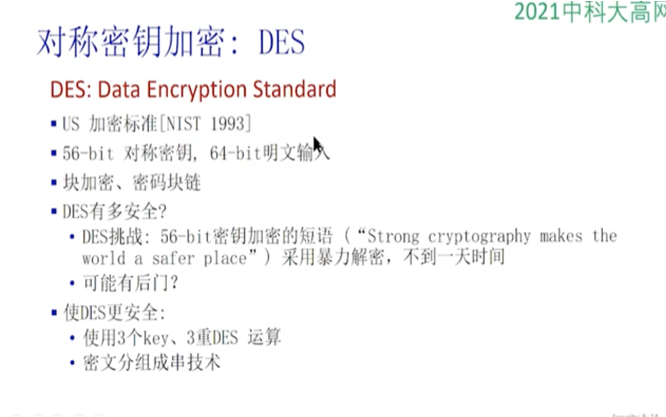 2021中科大高网
对称密钥加密: DES
DES: Data Encryption Standard
▪ US 加密标准[NIST 1993]
▪ 56-bit 对称密钥, 64-bit明文输入
▪ 块加密、密码块链
▪ DES有多安全?
• DES挑战: 56-bit密钥加密的短语 (“Strong cryptography makes the
world a safer place”) 采用暴力解密, 不到一天时间
• 可能有后门?
▪ 使DES更安全:
• 使用3个key、3重DES 运算
• 密文分组成串技术